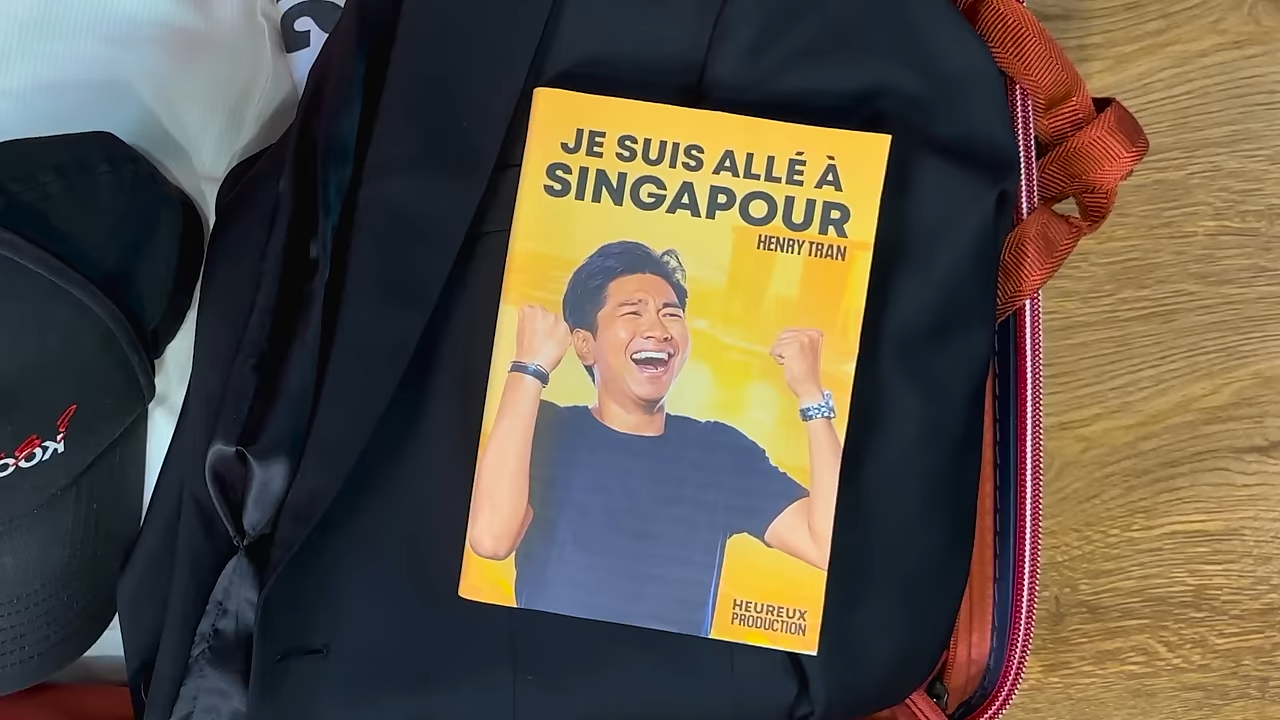 JE SUIS ALLÉ À
SINGAPOUR
HENRY TRAN
HEUREUX
PRODUCTION